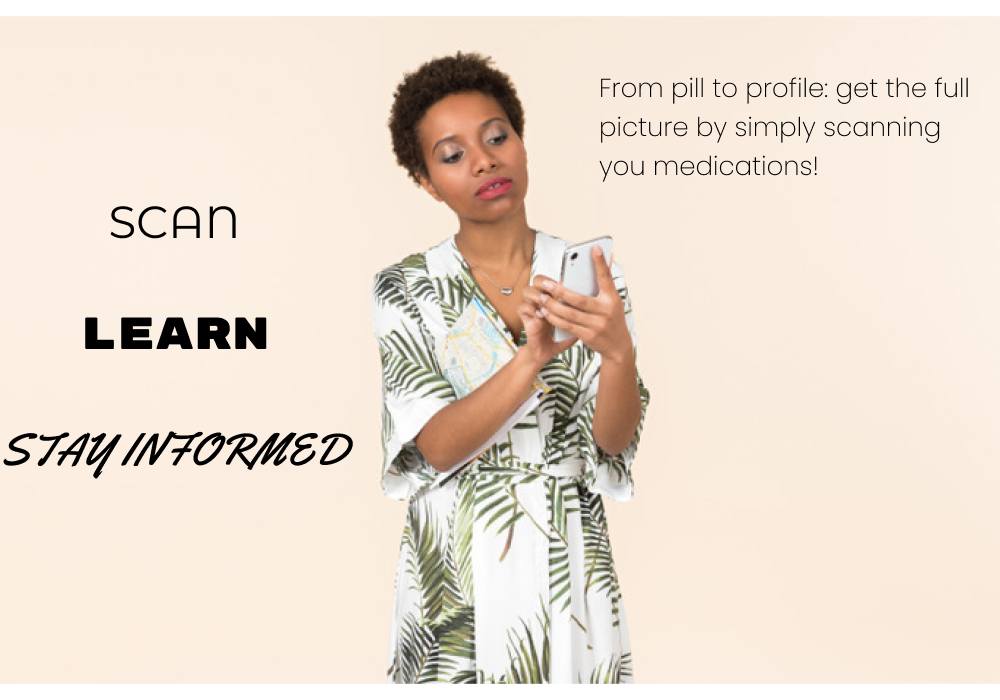 SCAN
LEARN
STAY INFORMED
From pill to profile: get the full
picture by simply scanning
you medications!